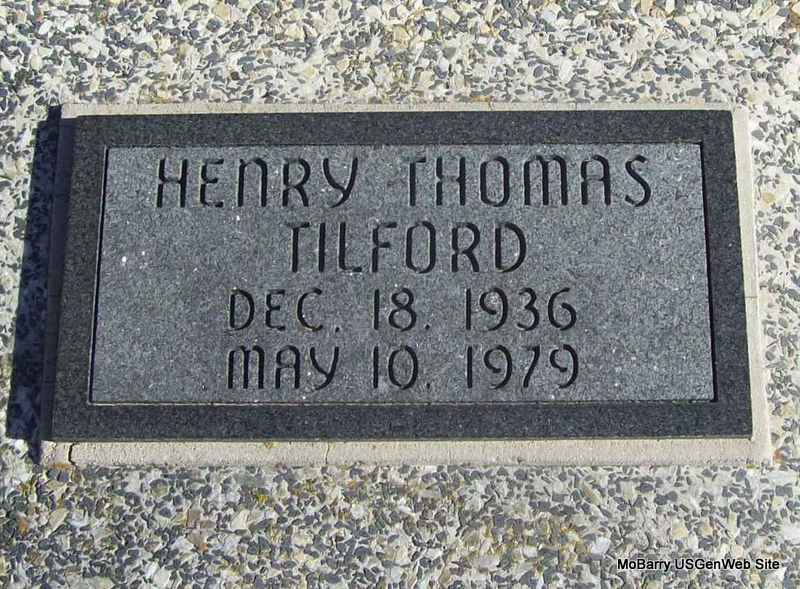 HENRY THOMAS
TILFORD
DEC. 18. 1936
MAY 10. 1979
MoBarry USGenWeb Site